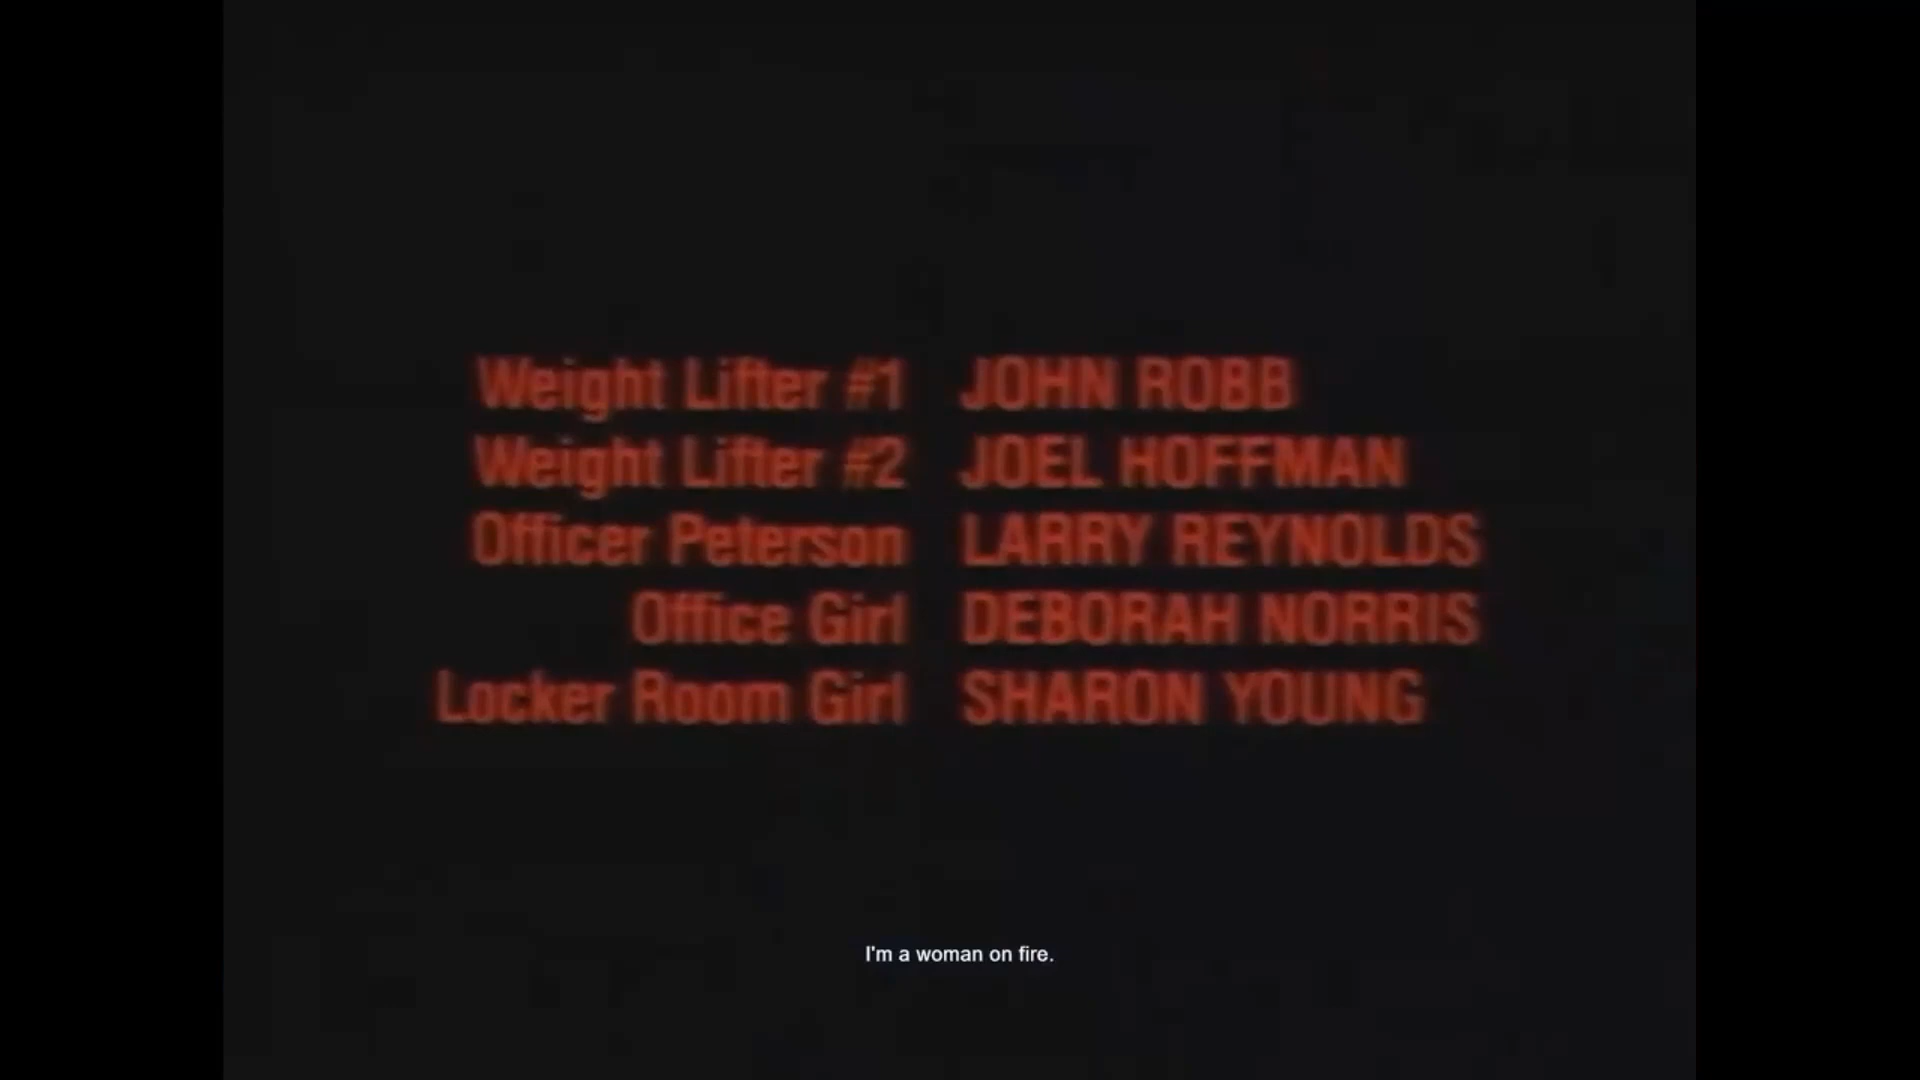 Weight Lifter #1 JOHN ROBB
Weight Lifter #2 JOEL HOFFMAN
Officer Peterson LARRY REYNOLDS
Office Girl DEBORAH NORRIS
Locker Room Girl SHARON YOUNG
I'm a woman on fire.